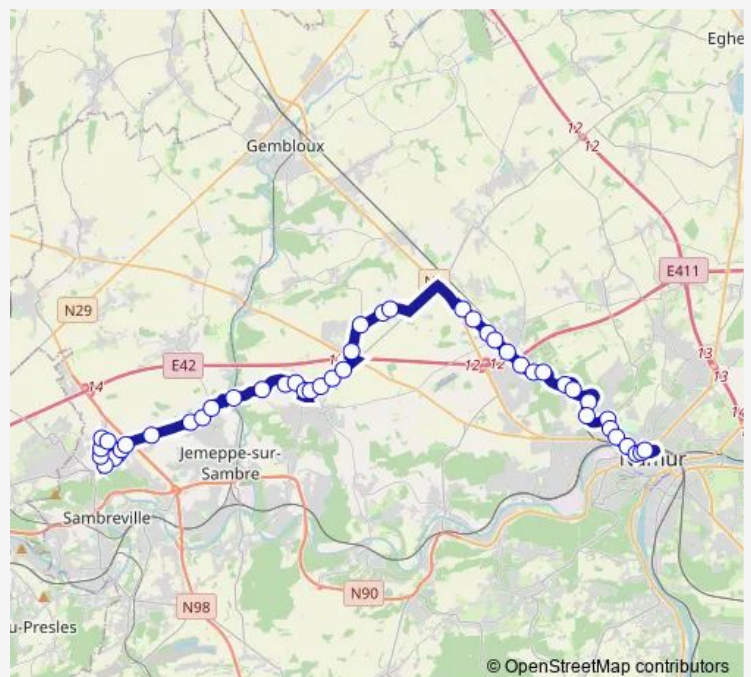 Eghe
12
12
Gembloux
E411
N29
E42
12
12
13
13
14
Jemeppe-sur-
Sambre
Namur
Sambreville
N90
N98
u-Presles
© OpenStreetMap contributors